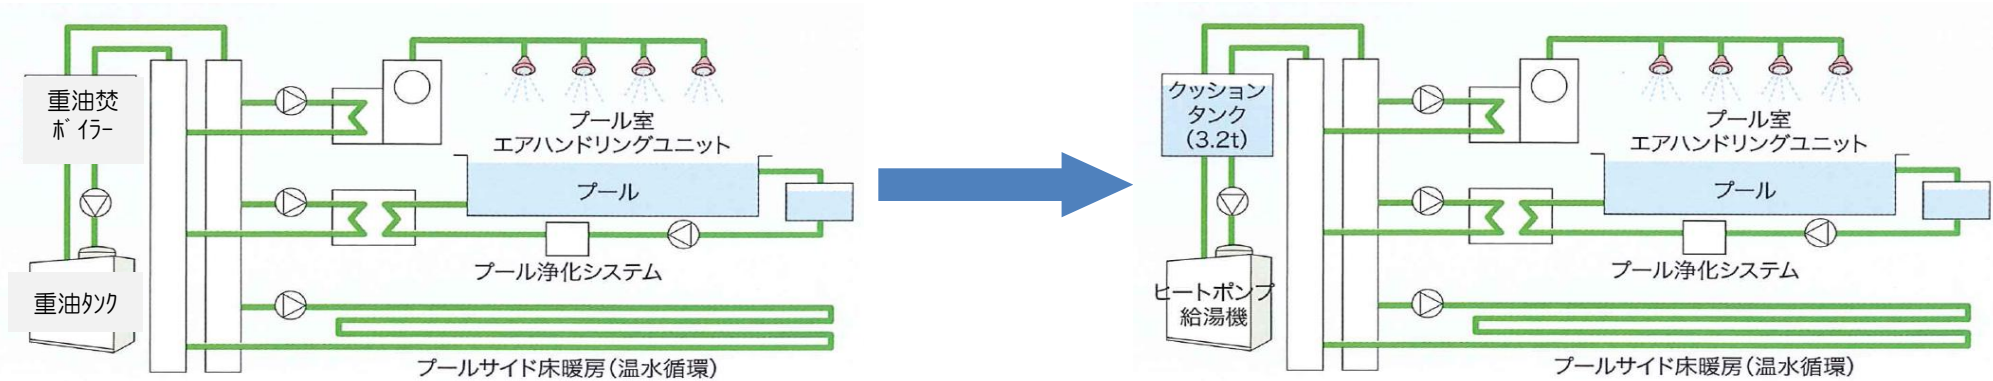 重油焚
ﾎﾞｲﾗｰ
重油ﾀﾝｸ
プール室
エアハンドリングユニット
プール
プール浄化システム
プールサイド床暖房(温水循環)
クッション
タンク
(3.2t)
ヒートポンプ
給湯機
プール室
エアハンドリングユニット
プール
プール浄化システム
プールサイド床暖房(温水循環)